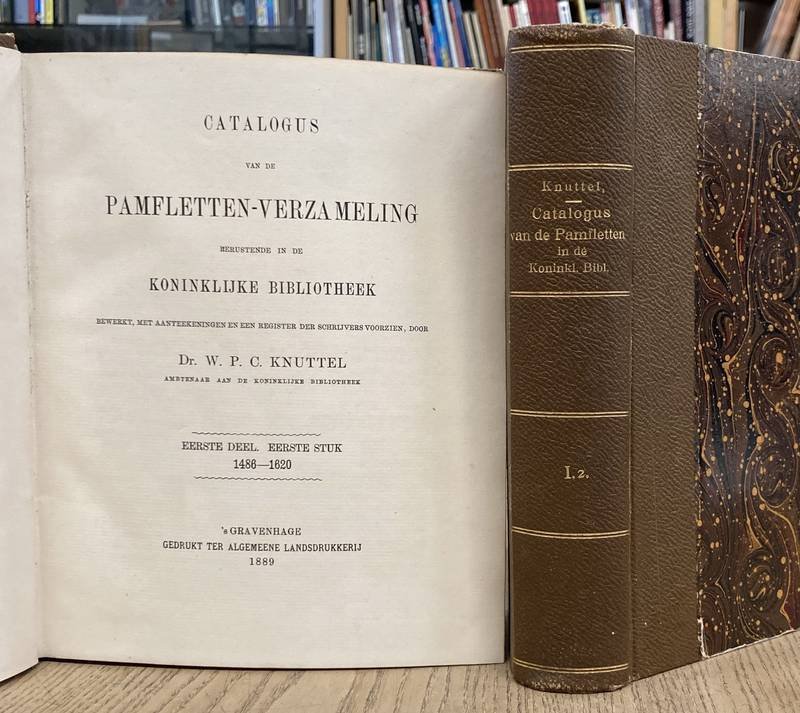 CATALOGUS
VAN DE
PAMFLETTEN-VERZAMELING
BERUSTENDE IN DE
KONINKLIJKE BIBLIOTHEEK
BEWERKT, MET AANTEEKENINGEN EN EEN REGISTER DER SCHRIJVERS VOORZIEN, DOOR
Dr. W. P. C. KNUTTEL
AMBTENAAR AAN DE KONINKLIJKE BIBLIOTHEEK
EERSTE DEEL. EERSTE STUK
1486—1620
's GRAVENHAGE
GEDRUKT TER ALGEMEENE LANDSDRUKKERIJ
1889
Knuttel,
Catalogus
van de Pamfletten
in de
Koninkl. Bibl.
I.2.